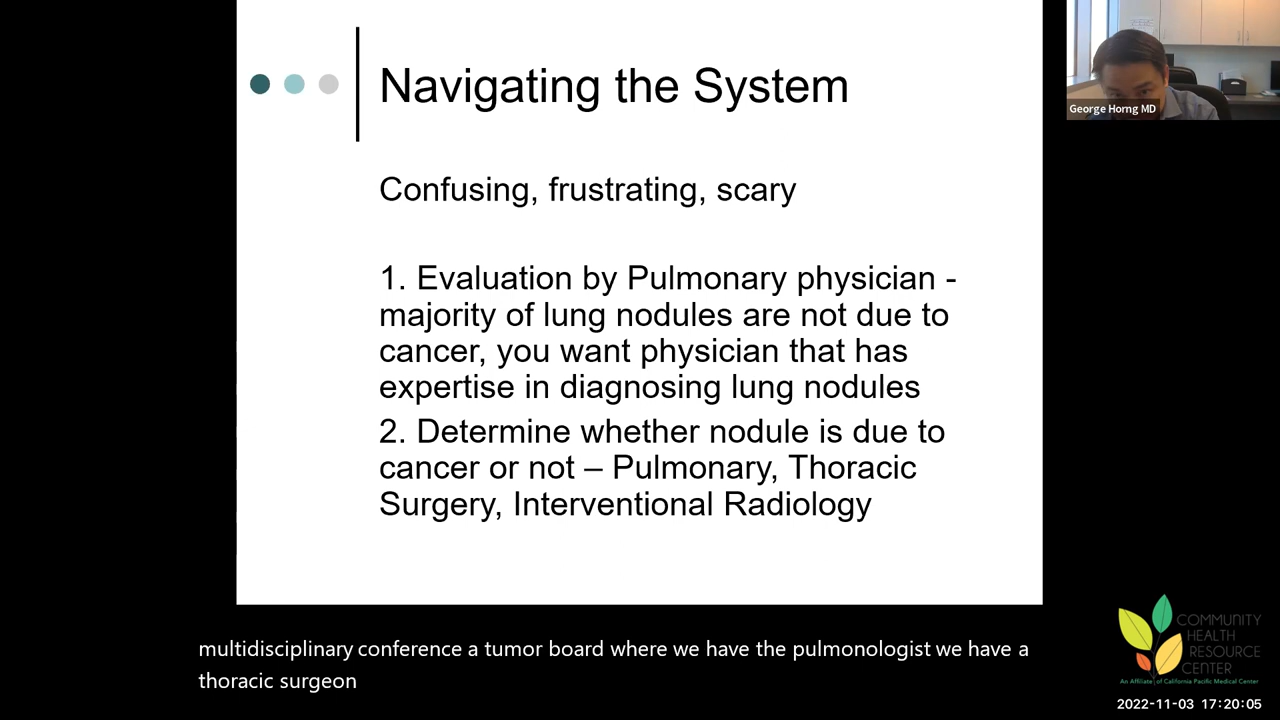 Navigating the System
George Horng MD
Confusing, frustrating, scary
1. Evaluation by Pulmonary physician -
majority of lung nodules are not due to
cancer, you want physician that has
expertise in diagnosing lung nodules
2. Determine whether nodule is due to
cancer or not – Pulmonary, Thoracic
Surgery, Interventional Radiology
multidisciplinary conference a tumor board where we have the pulmonologist we have a
thoracic surgeon
COMMUNITY
HEALTH
RESOURCE
CENTER
An Affiliate of California Pacific Medical Center
2022-11-03 17:20:05